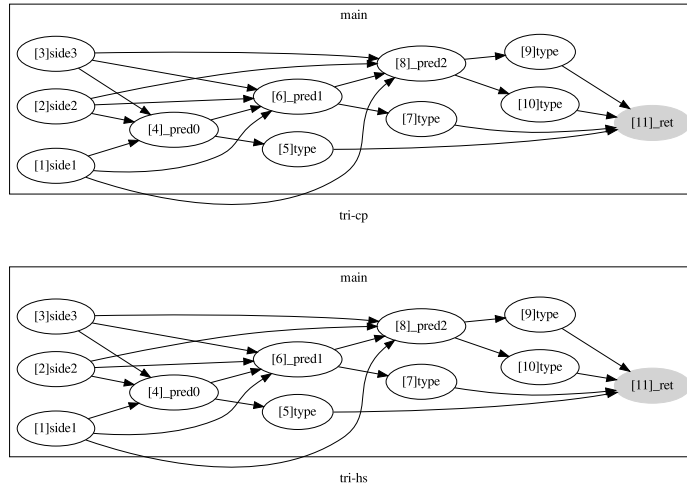 main
[3]side3
[9]type
[8]_pred2
[2]side2
[6]_pred1
[10]type
[4]_pred0
[7]type
[11]_ret
[1]side1
[5]type
tri-cp
main
[3]side3
[9]type
[8]_pred2
[2]side2
[6]_pred1
[10]type
[4]_pred0
[7]type
[11]_ret
[1]side1
[5]type
tri-hs